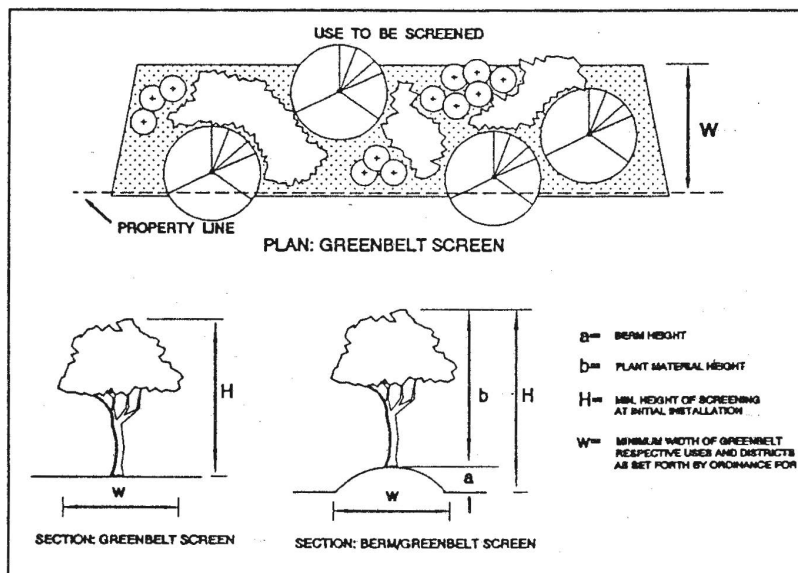 USE TO BE SCREENED
W
PROPERTY LINE
PLAN: GREENBELT SCREEN
H
w
SECTION: GREENBELT SCREEN
b
H
a
w
SECTION: BERM/GREENBELT SCREEN
a= BERM HEIGHT
b= PLANT MATERIAL HEIGHT
H= MIN. HEIGHT OF SCREENING
AT INITIAL INSTALLATION
w= MINIMUM WIDTH OF GREENBELT
RESPECTIVE USES AND DISTRICTS
AS SET FORTH BY ORDINANCE FOR